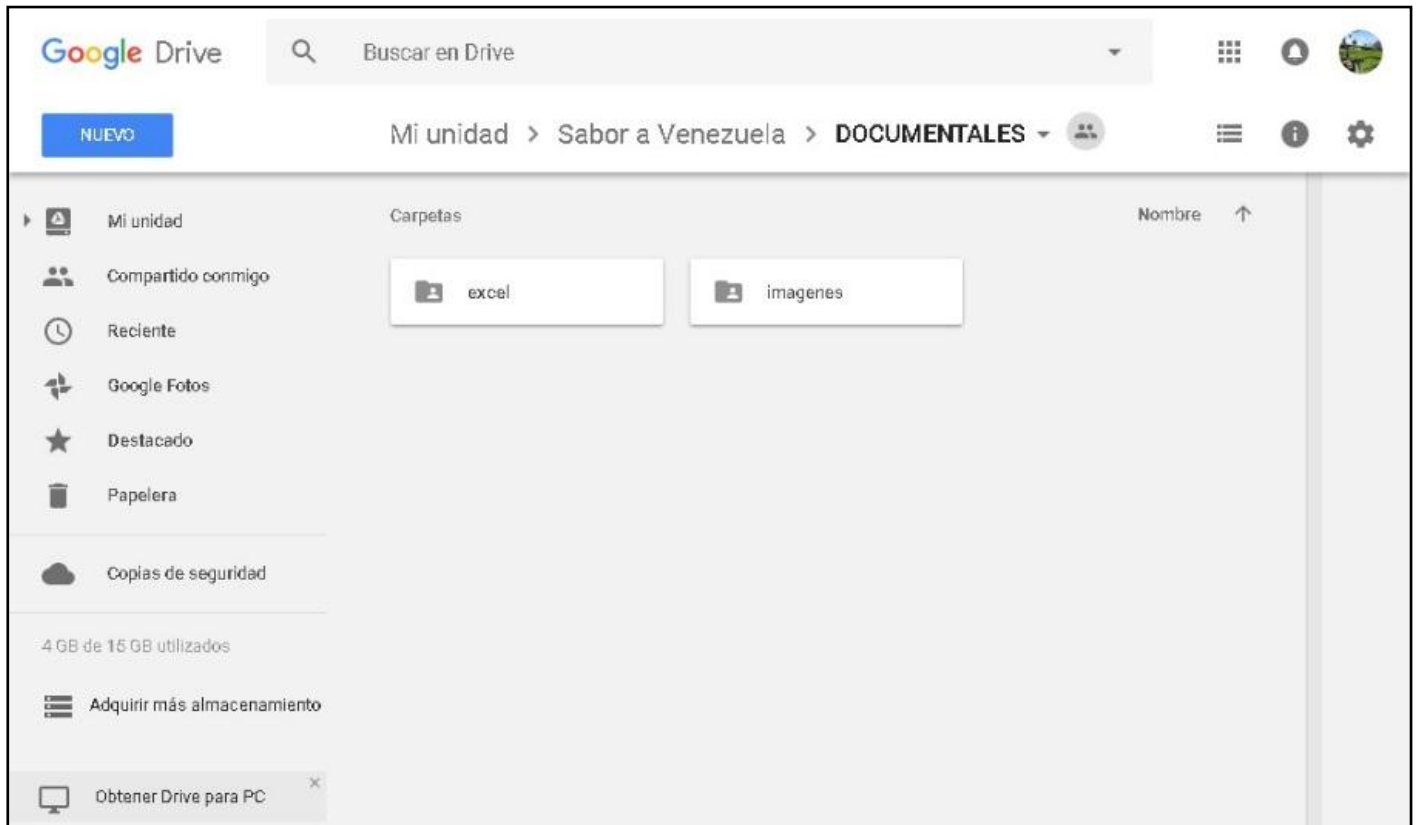 Google Drive
Buscar en Drive
NUEVO
Mi unidad > Sabor a Venezuela > DOCUMENTALES
Mi unidad
Compartido conmigo
Reciente
Google Fotos
Destacado
Papelera
Copias de seguridad
4 GB de 15 GB utilizados
Adquirir más almacenamiento
Obtener Drive para PC
Carpetas
Nombre
excel
imagenes